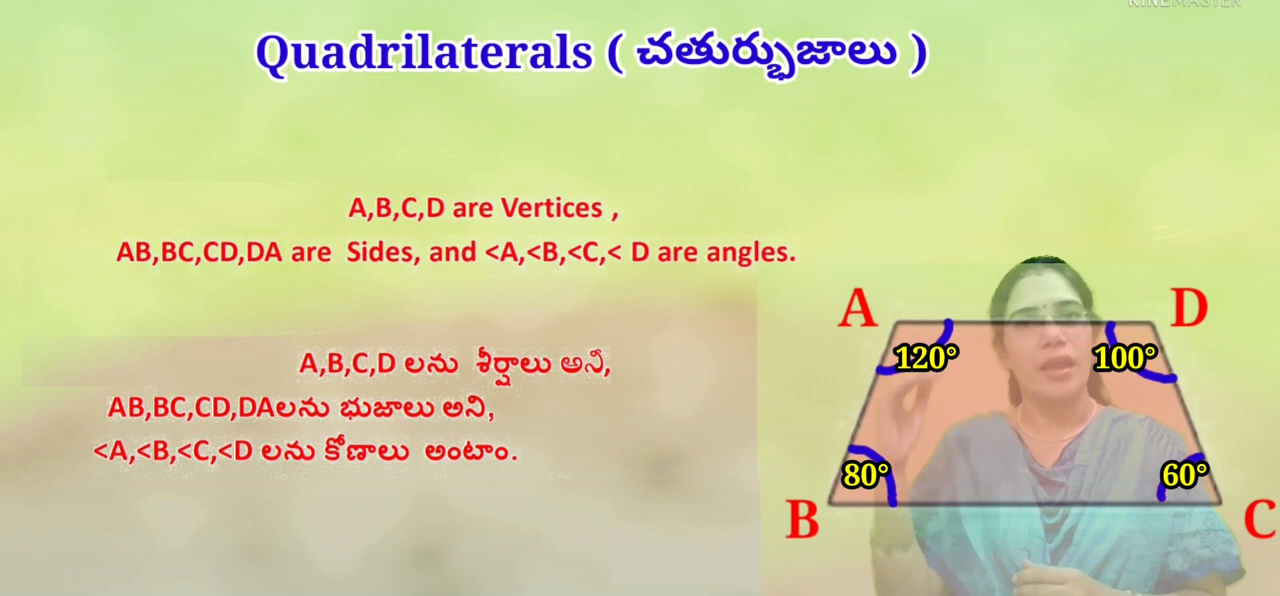 KINEMASTER
Quadrilaterals ( చతుర్భుజాలు )
A,B,C,D are Vertices ,
AB,BC,CD,DA are Sides, and <A,<B,<C,< D are angles.
A,B,C,D లను శీర్షాలు అని,
AB,BC,CD,DAలను భుజాలు అని,
<A,<B,<C,<D లను కోణాలు అంటాం.
A D
120° 100°
80° 60°
B C